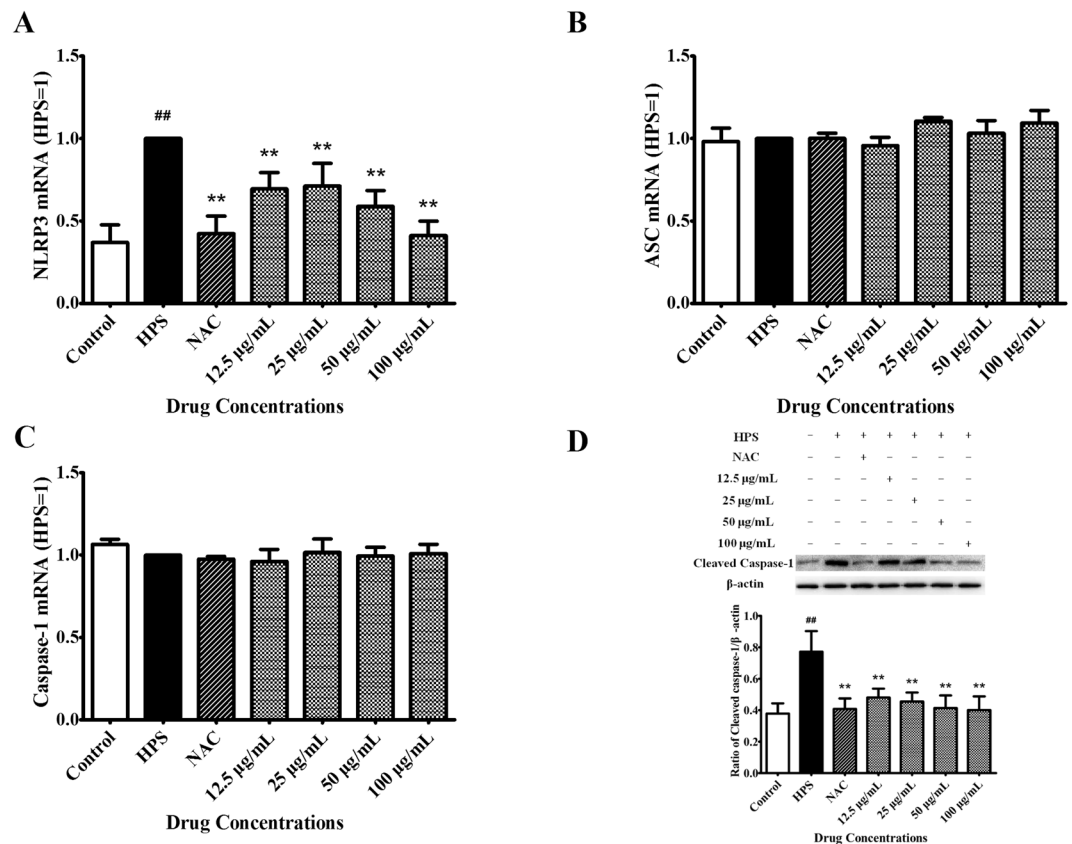 A
NLRP3 mRNA (HPS=1)
1.5
1.0
0.5
0.0
##
**
**
**
**
**
Control
HPS
NAC
12.5 µg/mL
25 µg/mL
50 µg/mL
100 µg/mL
Drug Concentrations
B
ASC mRNA (HPS=1)
1.5
1.0
0.5
0.0
Control
HPS
NAC
12.5 µg/mL
25 µg/mL
50 µg/mL
100 µg/mL
Drug Concentrations
C
Caspase-1 mRNA (HPS=1)
1.5
1.0
0.5
0.0
Control
HPS
NAC
12.5 µg/mL
25 µg/mL
50 µg/mL
100 µg/mL
Drug Concentrations
D
HPS − + + + + + +
NAC − − + − − − −
12.5 µg/mL − − − + − − −
25 µg/mL − − − − + − −
50 µg/mL − − − − − + −
100 µg/mL − − − − − − +
Cleaved Caspase-1
β-actin
Ratio of Cleaved caspase-1/β -actin
1.0
0.8
0.6
0.4
0.2
0.0
##
**
**
**
**
**
Control
HPS
NAC
12.5 µg/mL
25 µg/mL
50 µg/mL
100 µg/mL
Drug Concentrations